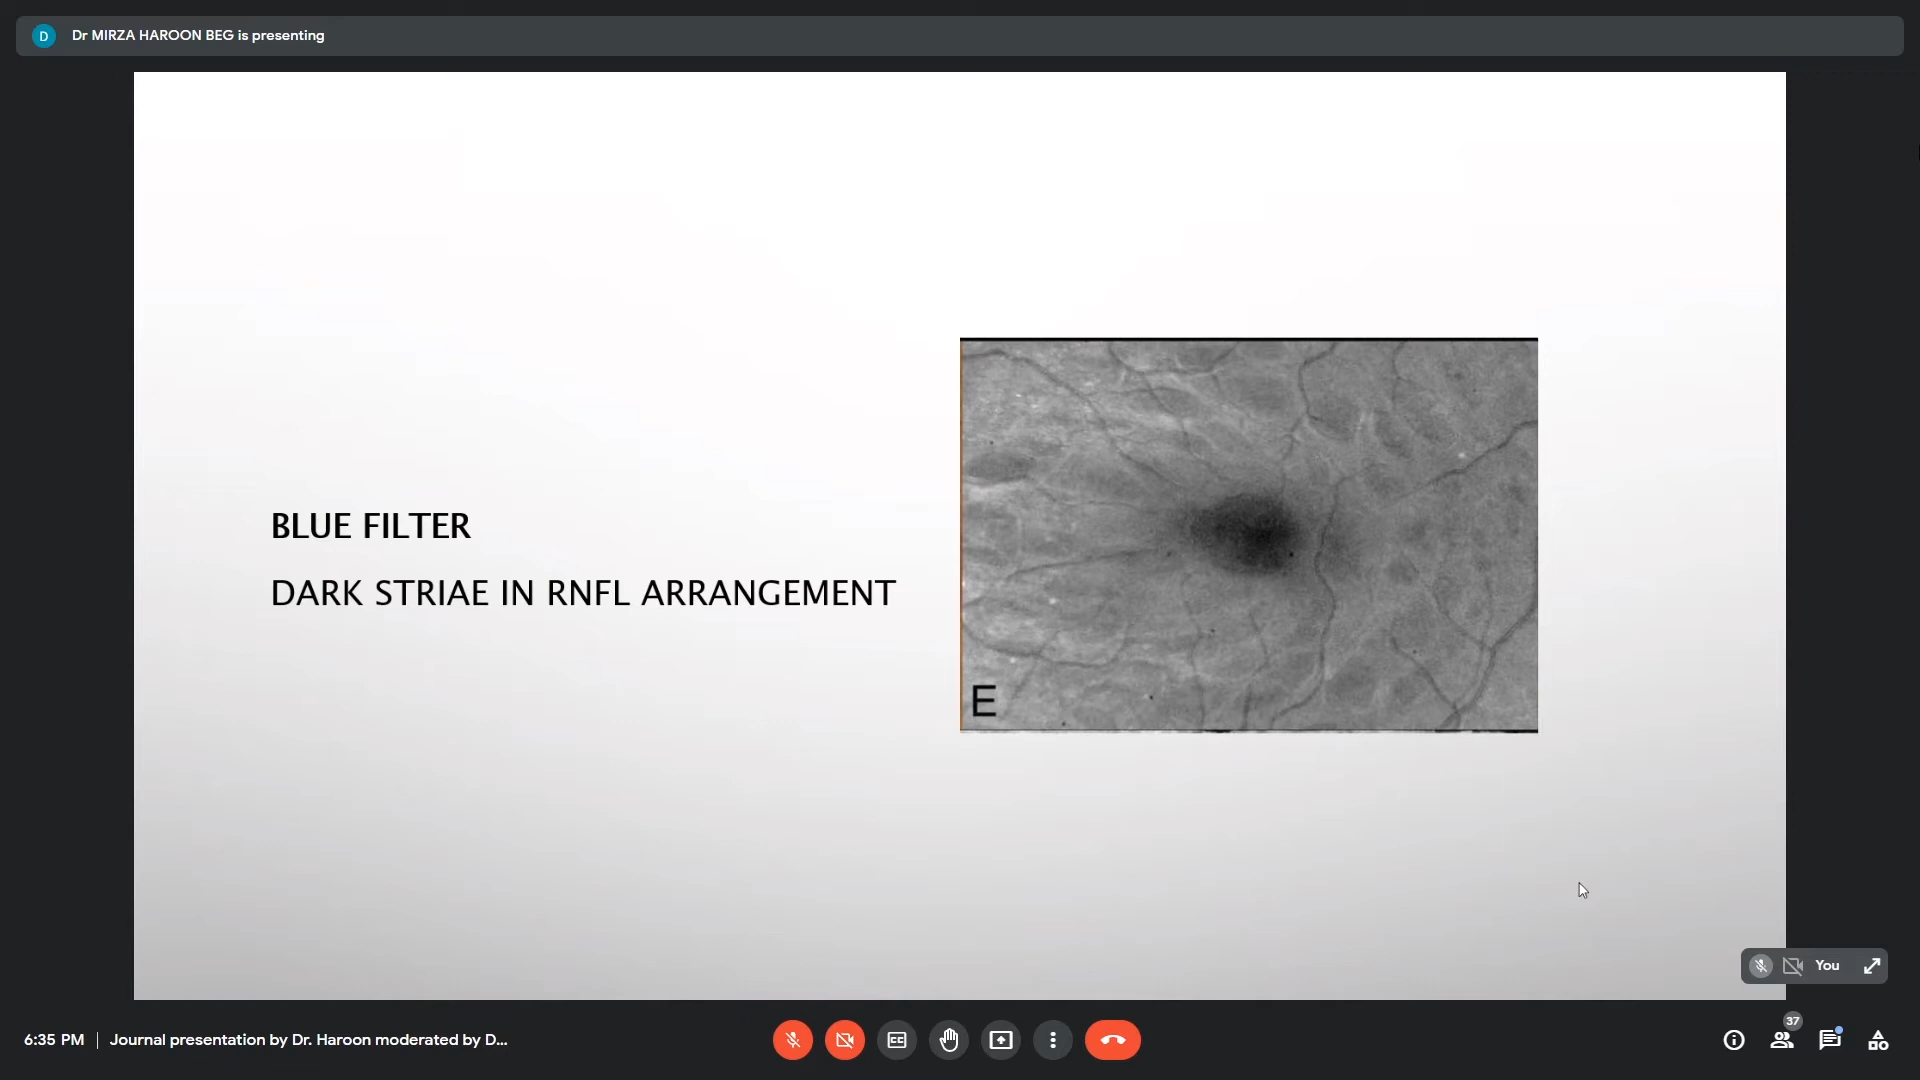 D
Dr MIRZA HAROON BEG is presenting
BLUE FILTER
DARK STRIAE IN RNFL ARRANGEMENT
E
You
6:35 PM | Journal presentation by Dr. Haroon moderated by D...
CC
37